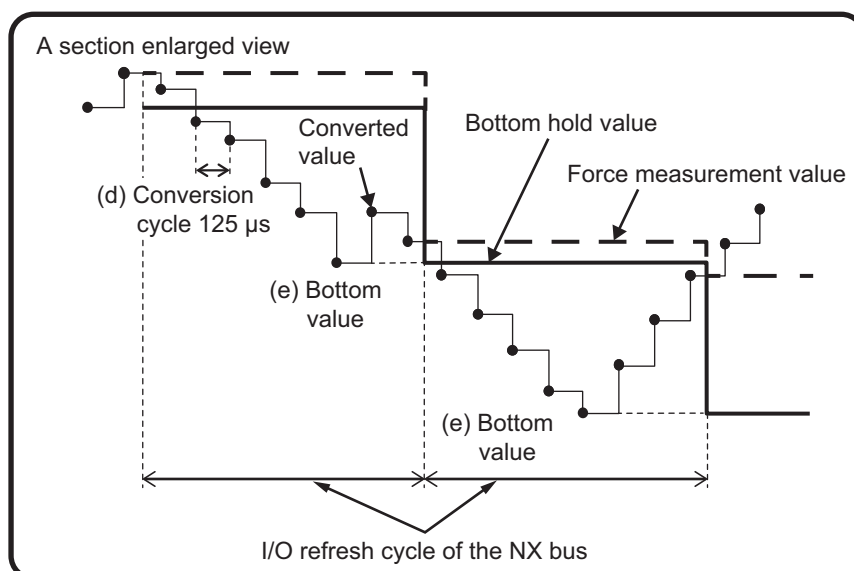 A section enlarged view
Converted
value
Bottom hold value
Force measurement value
(d) Conversion
cycle 125 µs
(e) Bottom
value
(e) Bottom
value
I/O refresh cycle of the NX bus